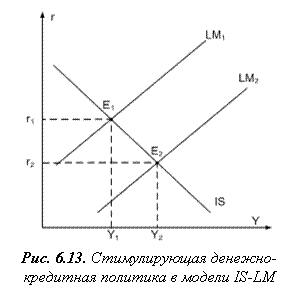 r
LM₁
LM₂
E₁
r₁
E₂
r₂
IS
Y
Y₁ Y₂
Рис. 6.13. Стимулирующая денежно-
кредитная политика в модели IS-LM